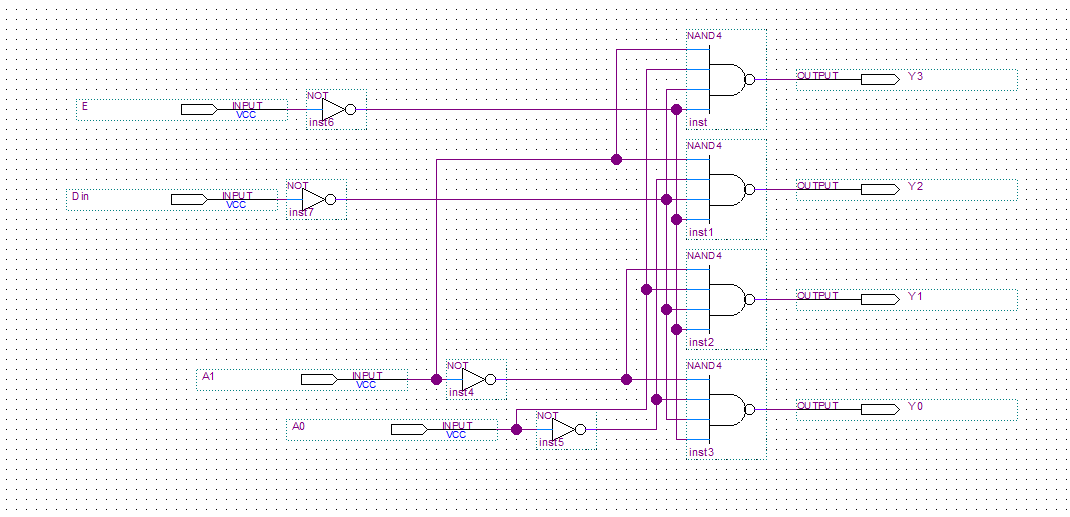 NAND4
OUTPUT Y3
E INPUT
VCC
NOT
inst6
inst
NAND4
OUTPUT Y2
Din INPUT
VCC
NOT
inst7
inst1
NAND4
OUTPUT Y1
inst2
NAND4
A1 INPUT
VCC
NOT
inst4
OUTPUT Y0
A0 INPUT
VCC
NOT
inst5
inst3